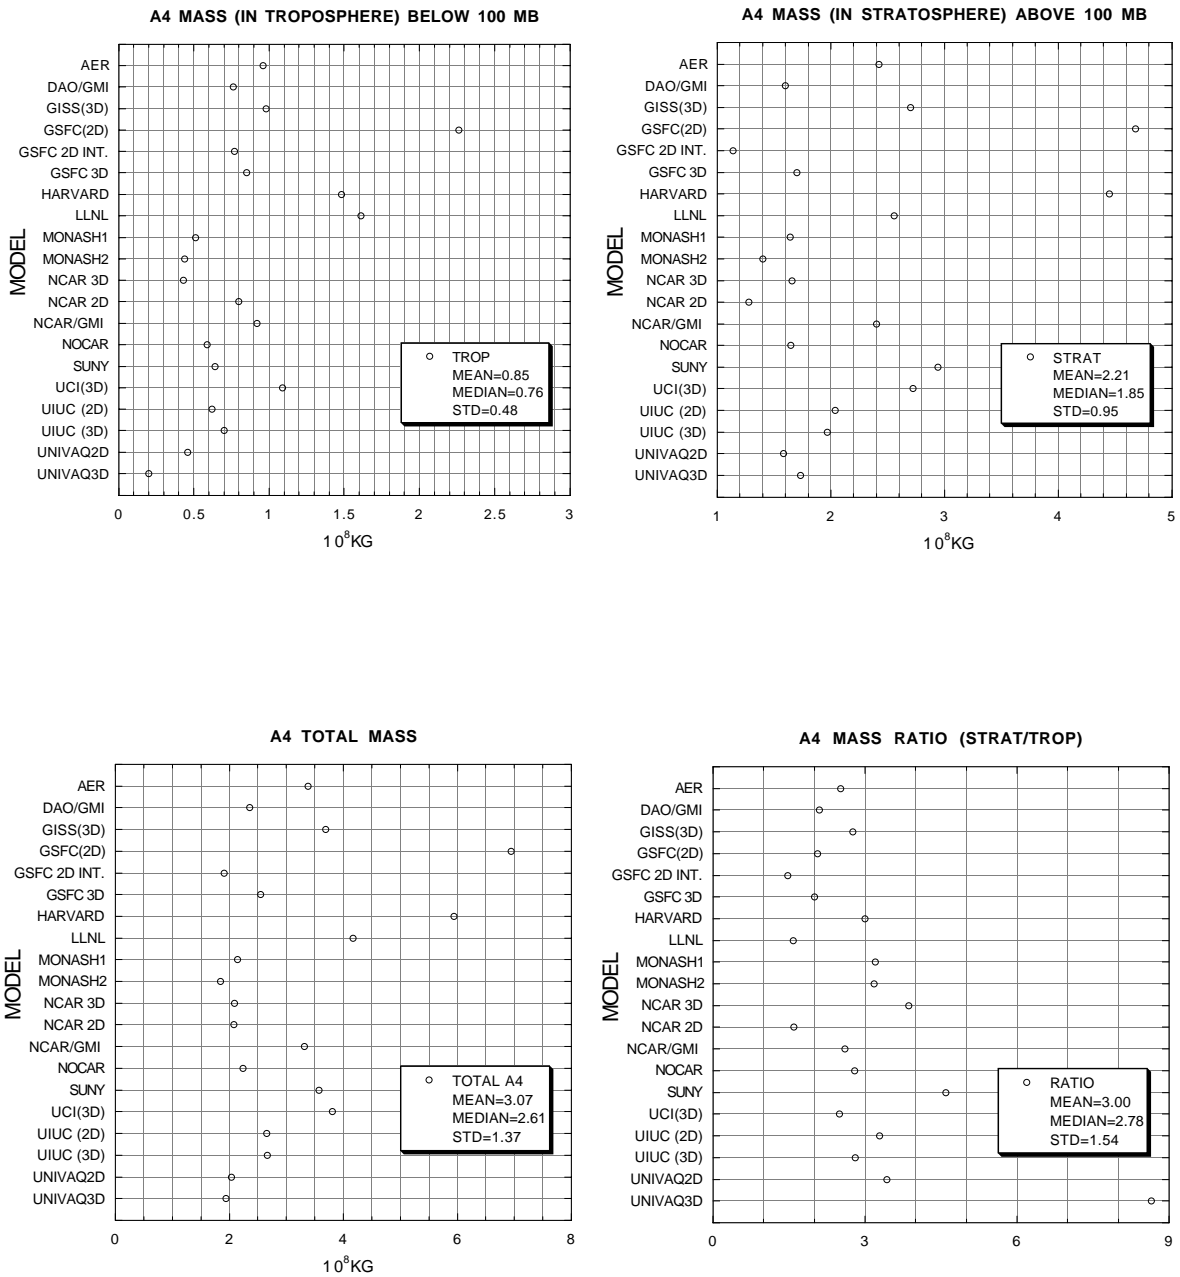 A4 MASS (IN TROPOSPHERE) BELOW 100 MB
MODEL
AER
DAO/GMI
GISS(3D)
GSFC(2D)
GSFC 2D INT.
GSFC 3D
HARVARD
LLNL
MONASH1
MONASH2
NCAR 3D
NCAR 2D
NCAR/GMI
NOCAR
SUNY
UCI(3D)
UIUC (2D)
UIUC (3D)
UNIVAQ2D
UNIVAQ3D
TROP
MEAN=0.85
MEDIAN=0.76
STD=0.48
0 0.5 1 1.5 2 2.5 3
10⁸KG
A4 MASS (IN STRATOSPHERE) ABOVE 100 MB
MODEL
AER
DAO/GMI
GISS(3D)
GSFC(2D)
GSFC 2D INT.
GSFC 3D
HARVARD
LLNL
MONASH1
MONASH2
NCAR 3D
NCAR 2D
NCAR/GMI
NOCAR
SUNY
UCI(3D)
UIUC (2D)
UIUC (3D)
UNIVAQ2D
UNIVAQ3D
STRAT
MEAN=2.21
MEDIAN=1.85
STD=0.95
1 2 3 4 5
10⁸KG
A4 TOTAL MASS
MODEL
AER
DAO/GMI
GISS(3D)
GSFC(2D)
GSFC 2D INT.
GSFC 3D
HARVARD
LLNL
MONASH1
MONASH2
NCAR 3D
NCAR 2D
NCAR/GMI
NOCAR
SUNY
UCI(3D)
UIUC (2D)
UIUC (3D)
UNIVAQ2D
UNIVAQ3D
TOTAL A4
MEAN=3.07
MEDIAN=2.61
STD=1.37
0 2 4 6 8
10⁸KG
A4 MASS RATIO (STRAT/TROP)
MODEL
AER
DAO/GMI
GISS(3D)
GSFC(2D)
GSFC 2D INT.
GSFC 3D
HARVARD
LLNL
MONASH1
MONASH2
NCAR 3D
NCAR 2D
NCAR/GMI
NOCAR
SUNY
UCI(3D)
UIUC (2D)
UIUC (3D)
UNIVAQ2D
UNIVAQ3D
RATIO
MEAN=3.00
MEDIAN=2.78
STD=1.54
0 3 6 9